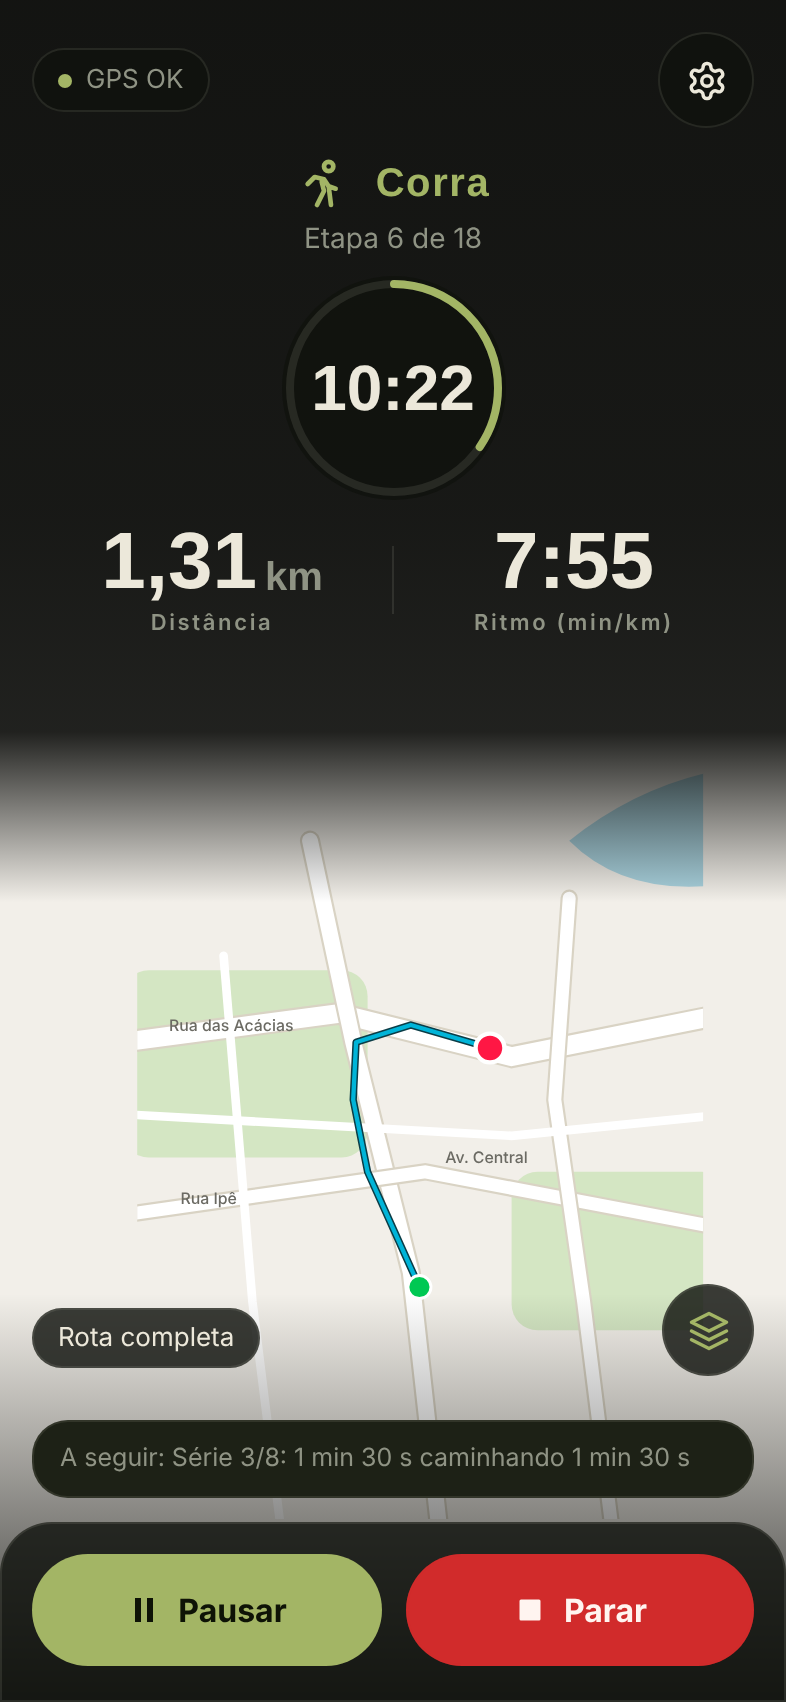 GPS OK
Corra
Etapa 6 de 18
10:22
1,31 km
Distância
7:55
Ritmo (min/km)
Rua das Acácias
Av. Central
Rua Ipê
Rota completa
A seguir: Série 3/8: 1 min 30 s caminhando 1 min 30 s
Pausar
Parar